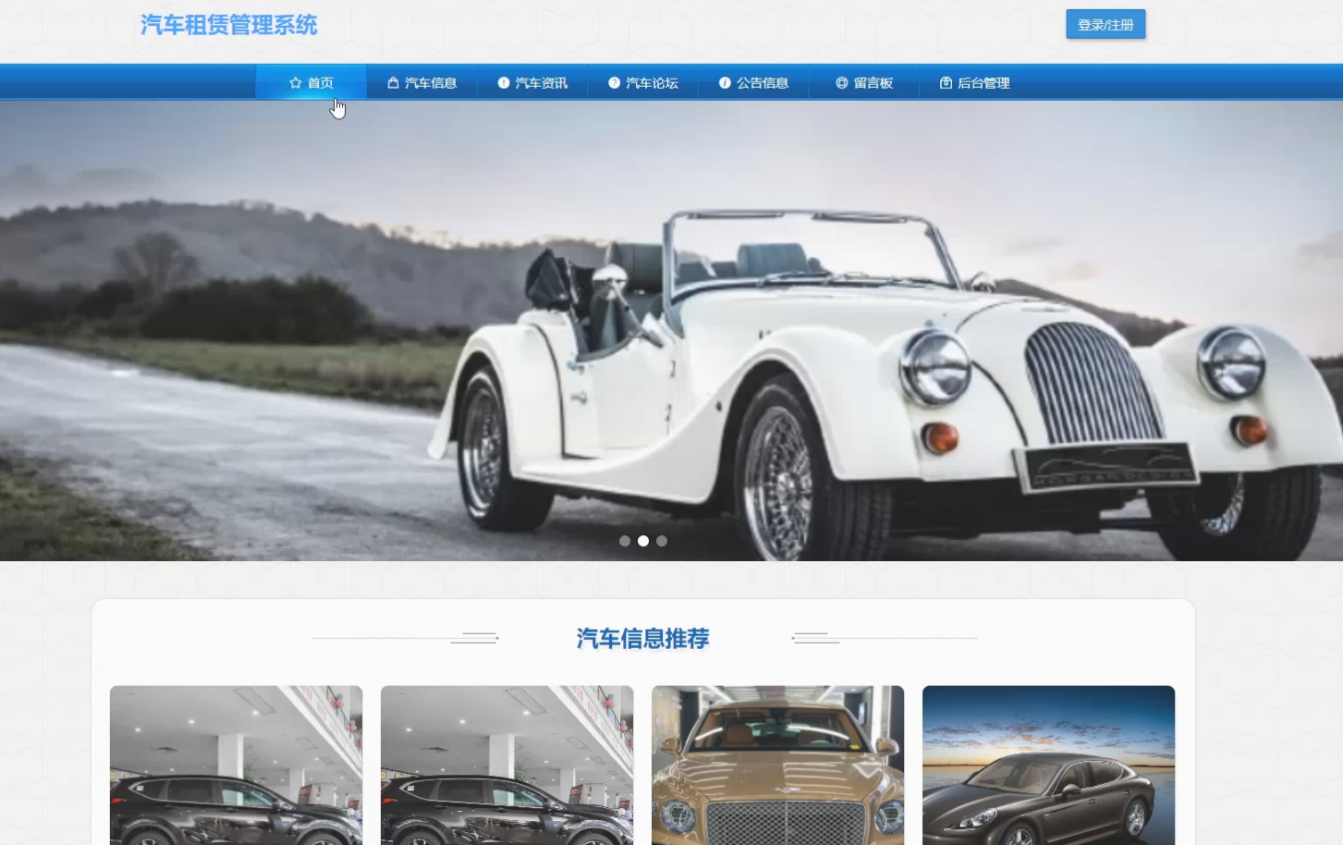 汽车租赁管理系统
登录/注册
首页
汽车信息
汽车资讯
汽车论坛
公告信息
留言板
后台管理
汽车信息推荐